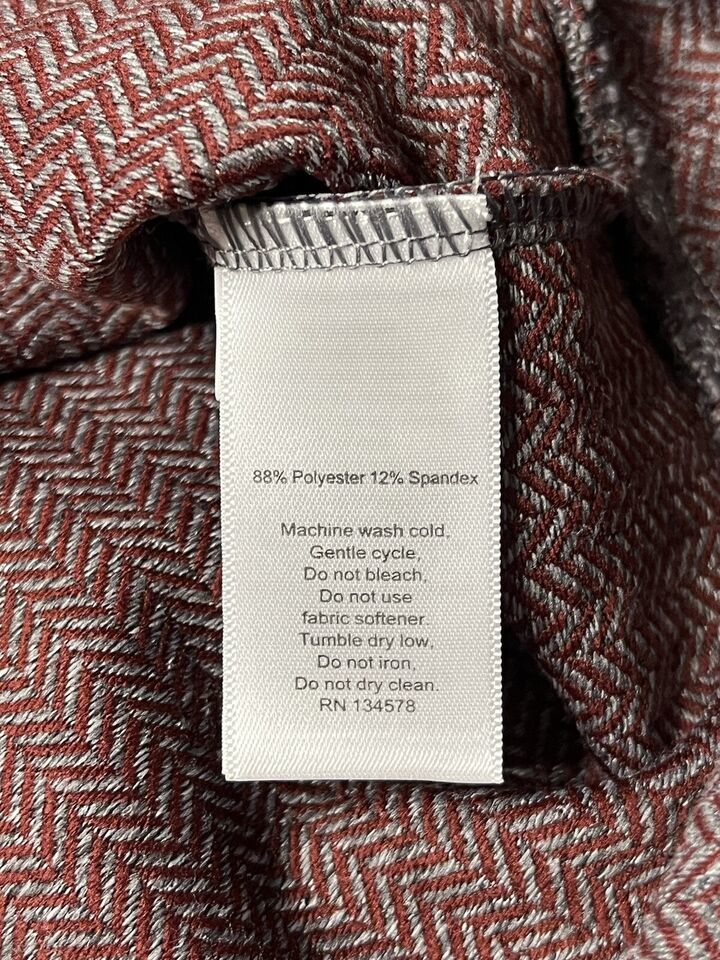 88% Polyester 12% Spandex
Machine wash cold,
Gentle cycle,
Do not bleach,
Do not use
fabric softener.
Tumble dry low,
Do not iron,
Do not dry clean.
RN 134578